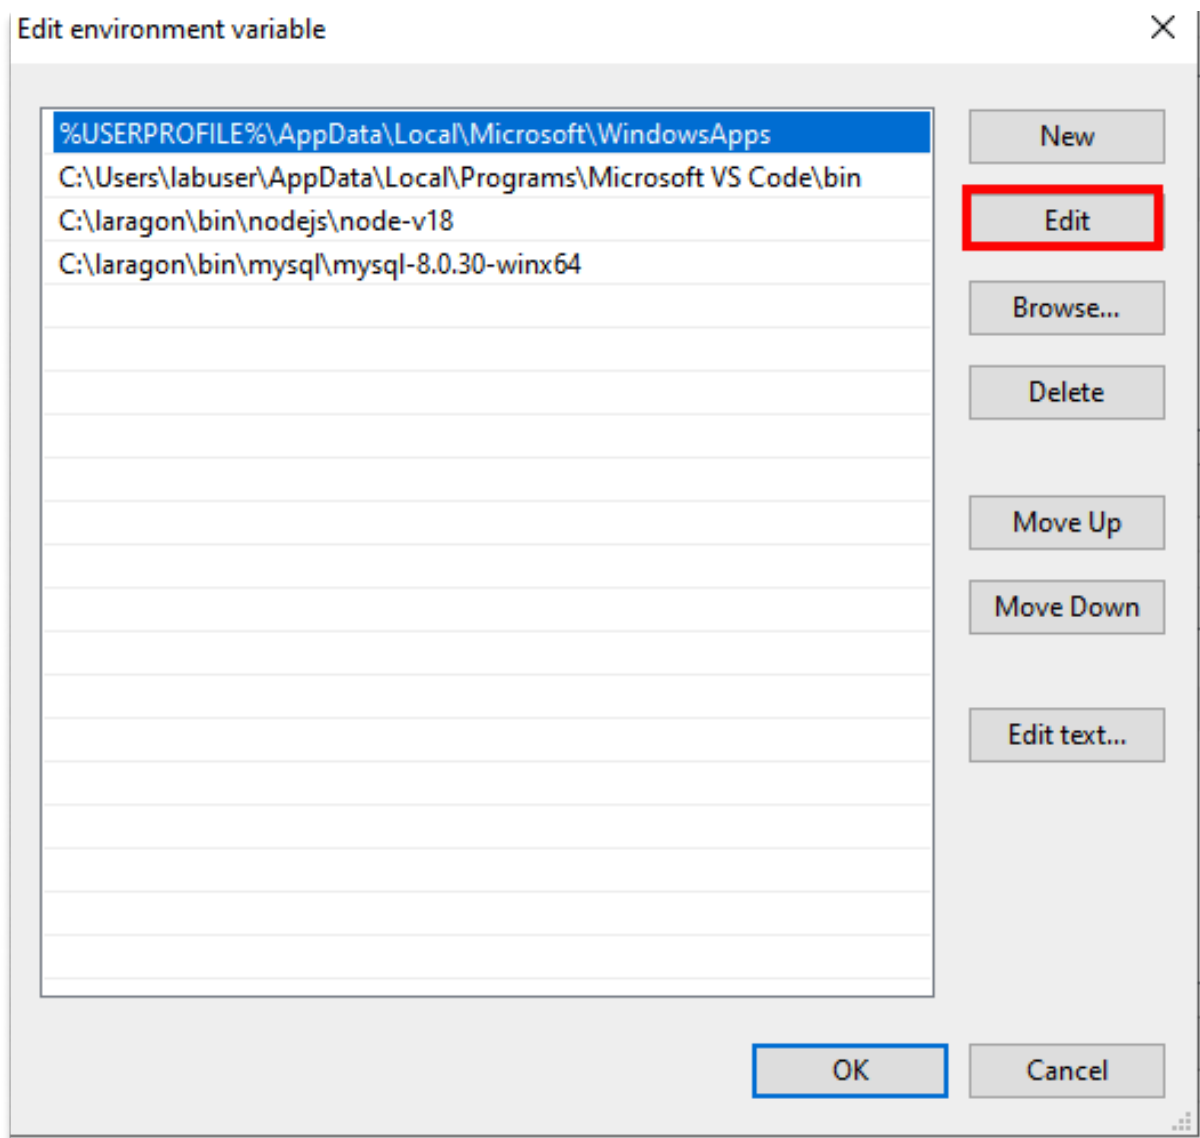 Edit environment variable
%USERPROFILE%\AppData\Local\Microsoft\WindowsApps
C:\Users\labuser\AppData\Local\Programs\Microsoft VS Code\bin
C:\laragon\bin\nodejs\node-v18
C:\laragon\bin\mysql\mysql-8.0.30-winx64
New
Edit
Browse...
Delete
Move Up
Move Down
Edit text...
OK
Cancel